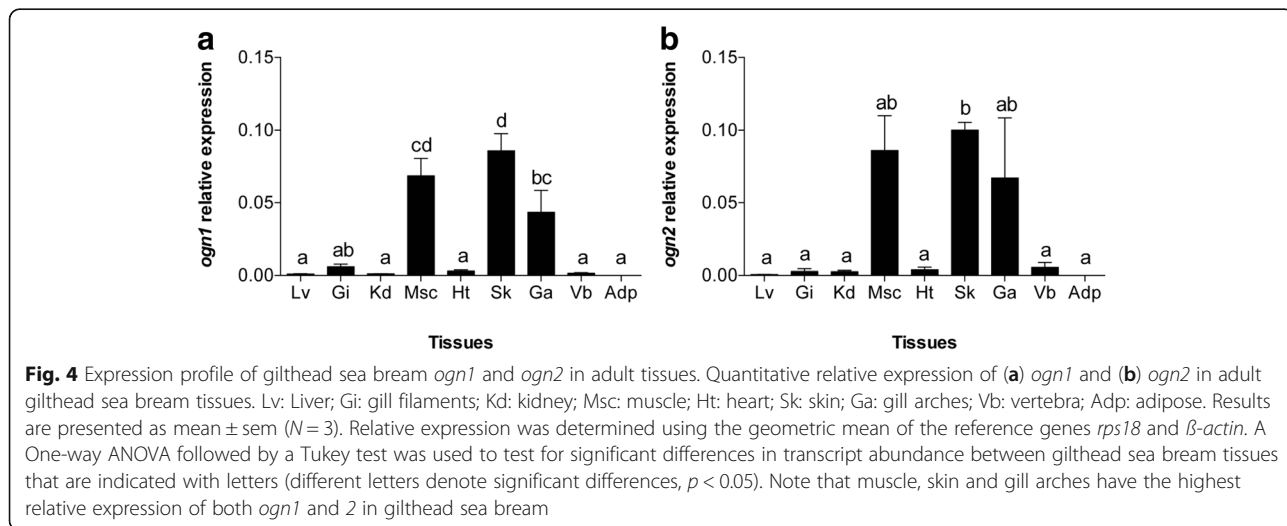 a
b
0.15
0.10
0.05
0.00
ogn1 relative expression
a ab a cd a d bc a a
Lv Gi Kd Msc Ht Sk Ga Vb Adp
Tissues
0.15
0.10
0.05
0.00
ogn2 relative expression
a a a ab a b ab a a
Lv Gi Kd Msc Ht Sk Ga Vb Adp
Tissues
Fig. 4 Expression profile of gilthead sea bream ogn1 and ogn2 in adult tissues. Quantitative relative expression of (a) ogn1 and (b) ogn2 in adult
gilthead sea bream tissues. Lv: Liver; Gi: gill filaments; Kd: kidney; Msc: muscle; Ht: heart; Sk: skin; Ga: gill arches; Vb: vertebra; Adp: adipose. Results
are presented as mean ± sem (N = 3). Relative expression was determined using the geometric mean of the reference genes rps18 and ß-actin. A
One-way ANOVA followed by a Tukey test was used to test for significant differences in transcript abundance between gilthead sea bream tissues
that are indicated with letters (different letters denote significant differences, p < 0.05). Note that muscle, skin and gill arches have the highest
relative expression of both ogn1 and 2 in gilthead sea bream